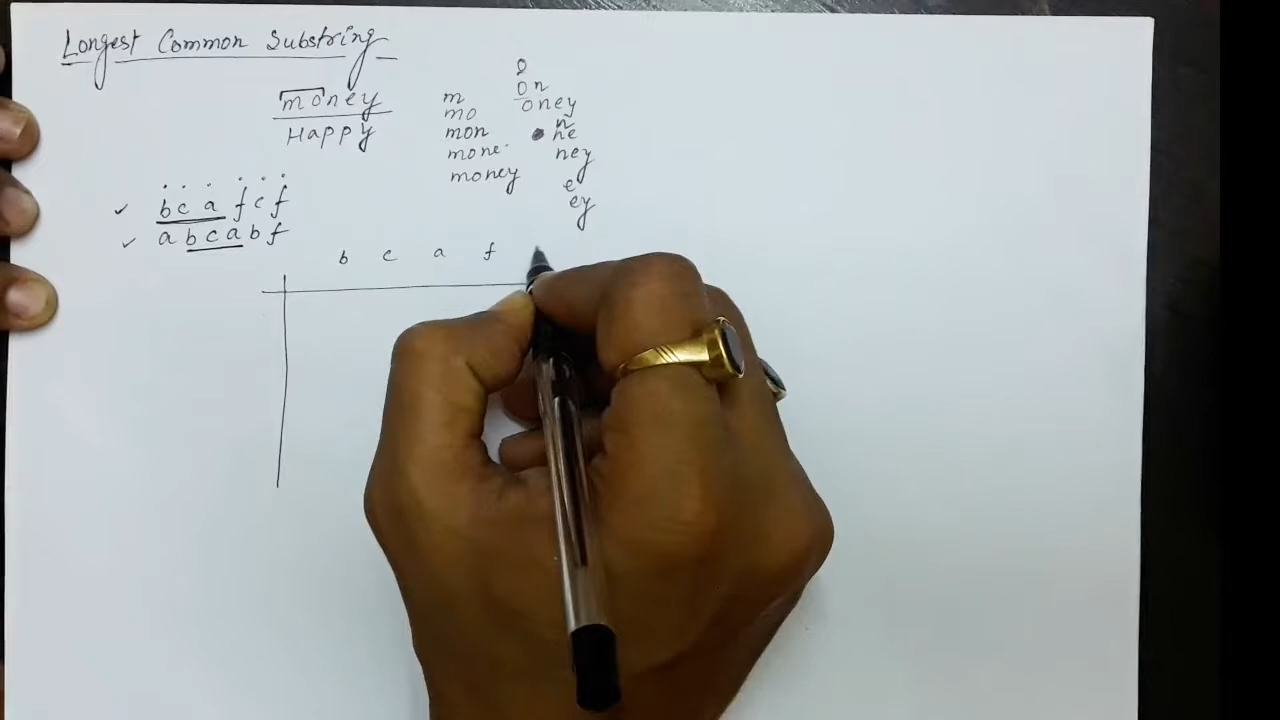 Longest Common Substring
money
Happy
m
mo
mon
mone
money
o
on
oney
n
ne
ney
e
ey
✓ bcafcf
✓ abcabf
b c a f